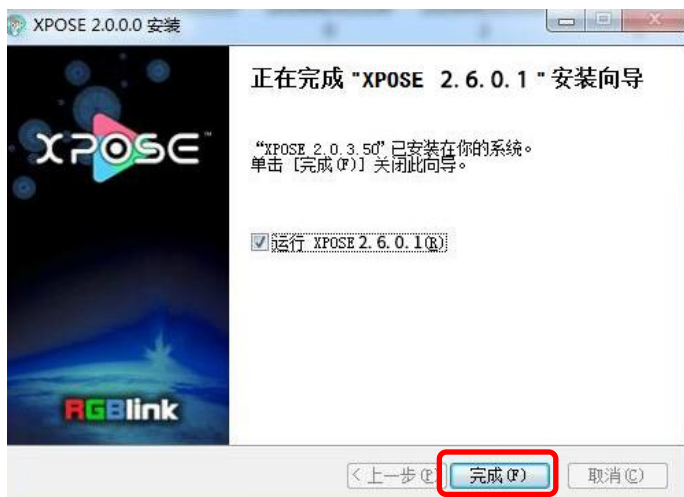 XPOSE 2.0.0.0 安装
正在完成 "XPOSE 2.6.0.1 " 安装向导
XPOSE™
“XPOSE 2.0.3.50”已安装在你的系统。
单击 [完成(F)] 关闭此向导。
运行 XPOSE 2.6.0.1(R)
RGBlink
< 上一步(P)
完成(F)
取消(C)